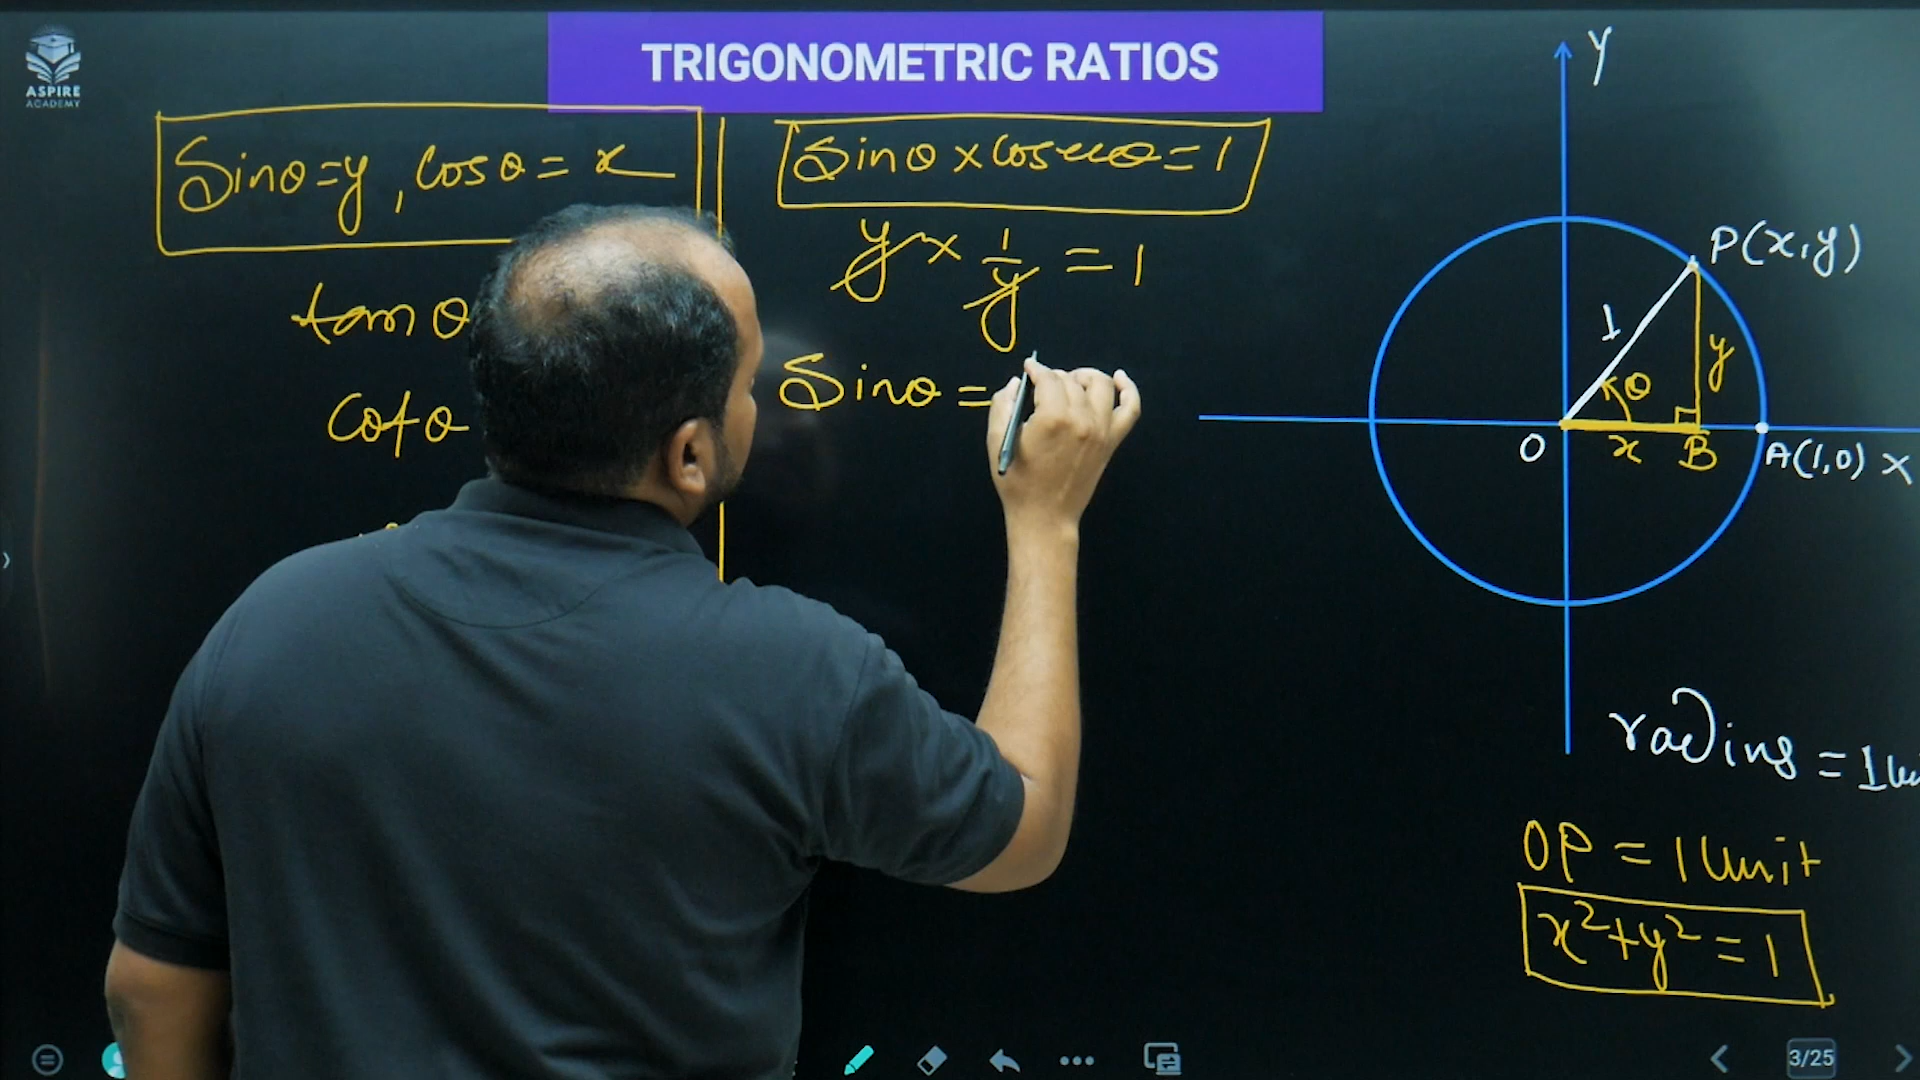 ASPIRE
ACADEMY
TRIGONOMETRIC RATIOS
Sinθ = y, cosθ = x
tanθ
cotθ
Sinθ × cosecθ = 1
y × 1/y = 1
Sinθ =
Y
P(x,y)
1
θ
y
O
x
B
A(1,0) X
radius = 1
OP = 1 Unit
x² + y² = 1
3/25